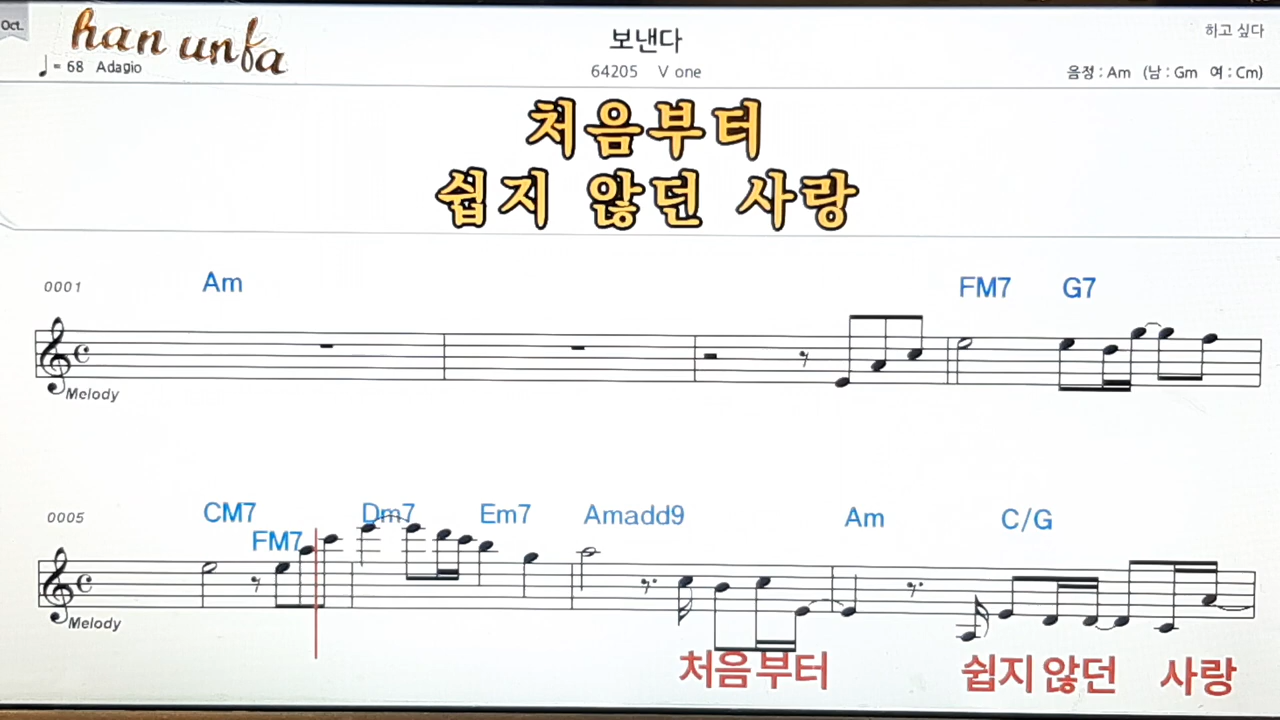 Oct.
han unfa
보낸다
하고 싶다
♩= 68 Adagio
64205 V one
음정 : Am (남 : Gm 여 : Cm)
처음부터
쉽지 않던 사랑
0001
Am
FM7 G7
Melody
0005
CM7 FM7 Dm7 Em7 Amadd9 Am C/G
Melody
처음부터 쉽지 않던 사랑